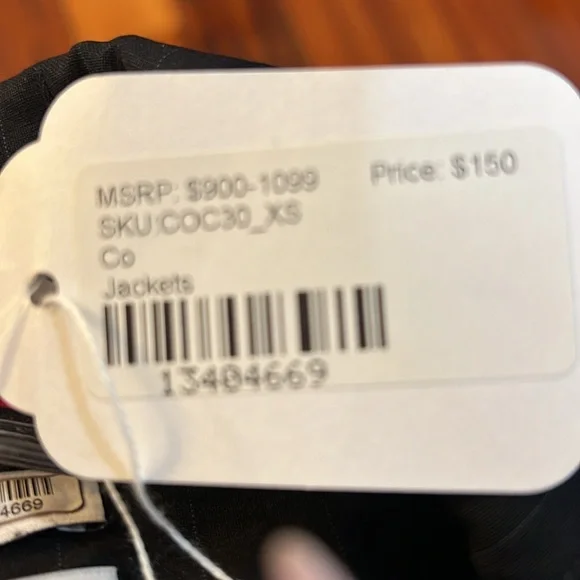 MSRP: $900-1099 Price: $150
SKU:COC30_XS
Co
Jackets
13404669
4669